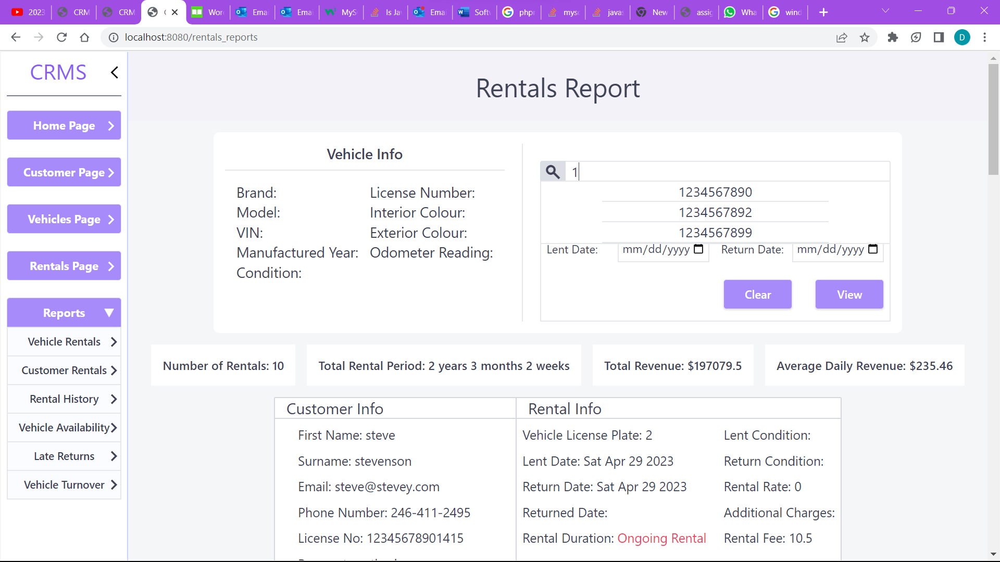 2023
CRM
CRM
Wor
Ema
Ema
MyS
Is Ja
Emai
Soft
php
mys
java
New
assig
Wha
wind
localhost:8080/rentals_reports
D
CRMS
Home Page
Customer Page
Vehicles Page
Rentals Page
Reports
Vehicle Rentals
Customer Rentals
Rental History
Vehicle Availability
Late Returns
Vehicle Turnover
Rentals Report
Vehicle Info
Brand:
License Number:
Model:
Interior Colour:
VIN:
Exterior Colour:
Manufactured Year:
Odometer Reading:
Condition:
1
1234567890
1234567892
1234567899
Lent Date: mm/dd/yyyy Return Date: mm/dd/yyyy
Clear
View
Number of Rentals: 10
Total Rental Period: 2 years 3 months 2 weeks
Total Revenue: $197079.5
Average Daily Revenue: $235.46
Customer Info
Rental Info
First Name: steve
Surname: stevenson
Email: steve@stevey.com
Phone Number: 246-411-2495
License No: 12345678901415
Vehicle License Plate: 2
Lent Date: Sat Apr 29 2023
Return Date: Sat Apr 29 2023
Returned Date:
Rental Duration: Ongoing Rental
Lent Condition:
Return Condition:
Rental Rate: 0
Additional Charges:
Rental Fee: 10.5